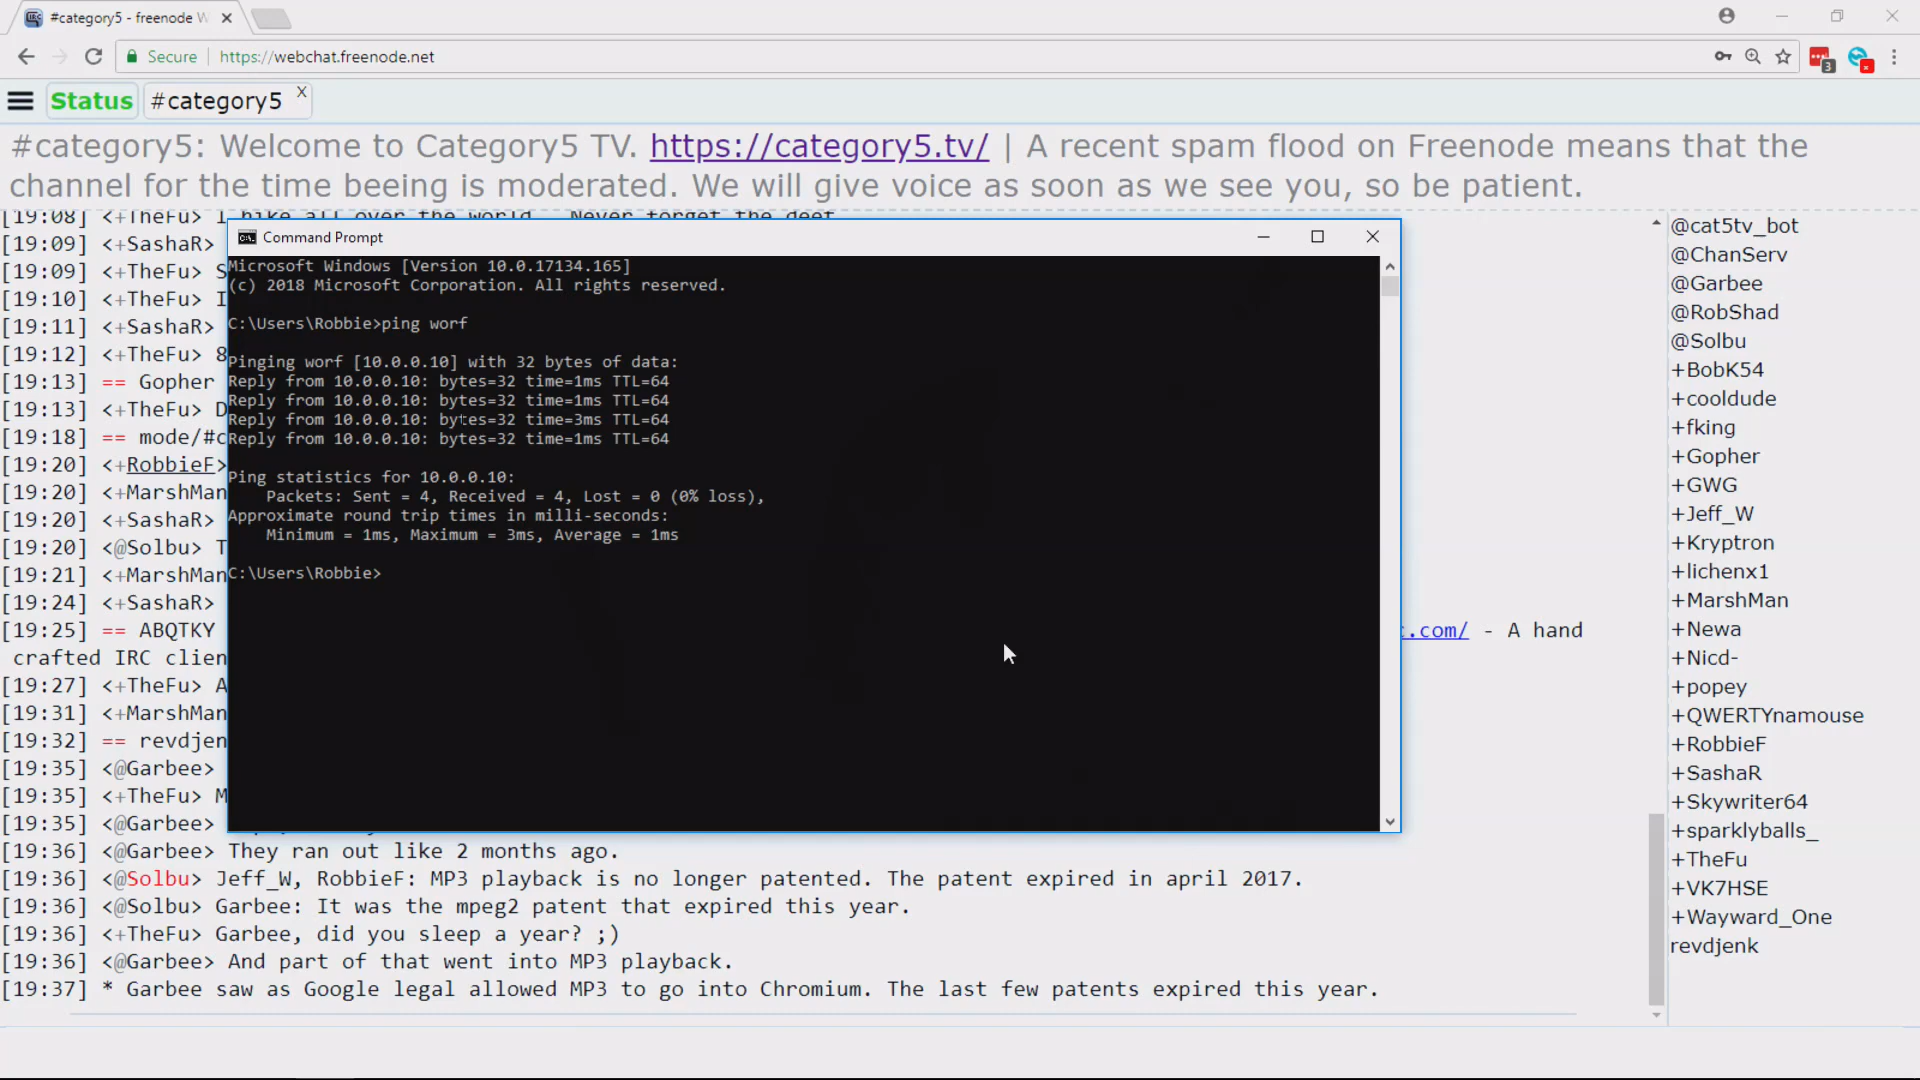 #category5 - freenode W
Secure https://webchat.freenode.net
3
Status #category5 X
#category5: Welcome to Category5 TV. https://category5.tv/ | A recent spam flood on Freenode means that the
channel for the time beeing is moderated. We will give voice as soon as we see you, so be patient.
[19:08] <+TheFu> I hike all over the world. Never forget the deet
[19:09] <+SashaR>
[19:09] <+TheFu> S
[19:11] <+TheFu> I
[19:11] <+SashaR>
[19:12] <+TheFu> 8
[19:13] == Gopher
[19:13] <+TheFu> D
[19:18] == mode/#c
[19:20] <+RobbieF>
[19:20] <+MarshMan
[19:20] <+SashaR>
[19:20] <@Solbu> T
[19:21] <+MarshMan
[19:24] <+SashaR>
[19:25] == ABQTKY c.com/ - A hand
crafted IRC clien
[19:27] <+TheFu> A
[19:31] <+MarshMan
[19:32] == revdjen
[19:35] <@Garbee>
[19:35] <+TheFu> M
[19:35] <@Garbee>
[19:36] <@Garbee> They ran out like 2 months ago.
[19:36] <@Solbu> Jeff_W, RobbieF: MP3 playback is no longer patented. The patent expired in april 2017.
[19:36] <@Solbu> Garbee: It was the mpeg2 patent that expired this year.
[19:36] <+TheFu> Garbee, did you sleep a year? ;)
[19:36] <@Garbee> And part of that went into MP3 playback.
[19:37] * Garbee saw as Google legal allowed MP3 to go into Chromium. The last few patents expired this year.
Command Prompt
Microsoft Windows [Version 10.0.17134.165]
(c) 2018 Microsoft Corporation. All rights reserved.
C:\Users\Robbie>ping worf
Pinging worf [10.0.0.10] with 32 bytes of data:
Reply from 10.0.0.10: bytes=32 time=1ms TTL=64
Reply from 10.0.0.10: bytes=32 time=1ms TTL=64
Reply from 10.0.0.10: bytes=32 time=3ms TTL=64
Reply from 10.0.0.10: bytes=32 time=1ms TTL=64
Ping statistics for 10.0.0.10:
Packets: Sent = 4, Received = 4, Lost = 0 (0% loss),
Approximate round trip times in milli-seconds:
Minimum = 1ms, Maximum = 3ms, Average = 1ms
C:\Users\Robbie>
@cat5tv_bot
@ChanServ
@Garbee
@RobShad
@Solbu
+BobK54
+cooldude
+fking
+Gopher
+GWG
+Jeff_W
+Kryptron
+lichenx1
+MarshMan
+Newa
+Nicd-
+popey
+QWERTYnamouse
+RobbieF
+SashaR
+Skywriter64
+sparklyballs_
+TheFu
+VK7HSE
+Wayward_One
revdjenk